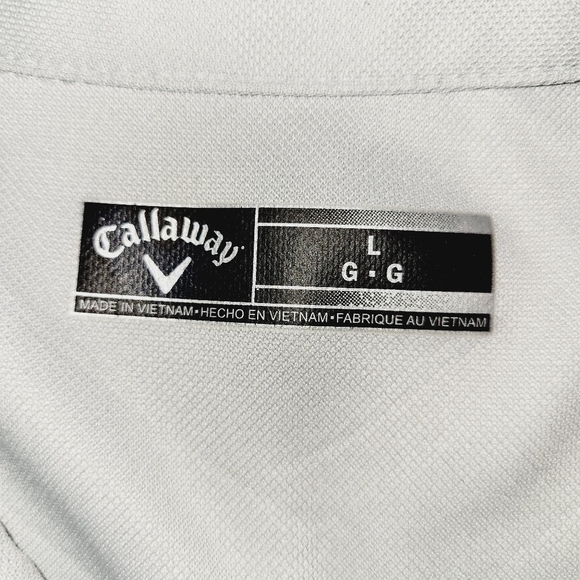 Callaway
L
G • G
MADE IN VIETNAM • HECHO EN VIETNAM • FABRIQUE AU VIETNAM